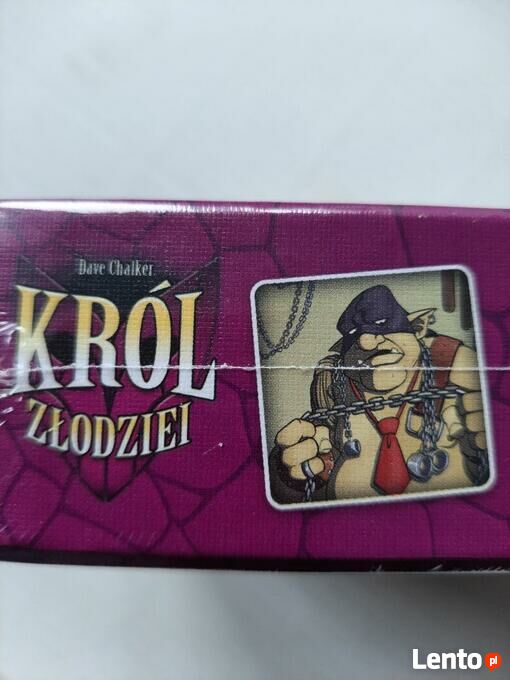 Dave Chalker
KRÓL
ZŁODZIEI
Lento pl